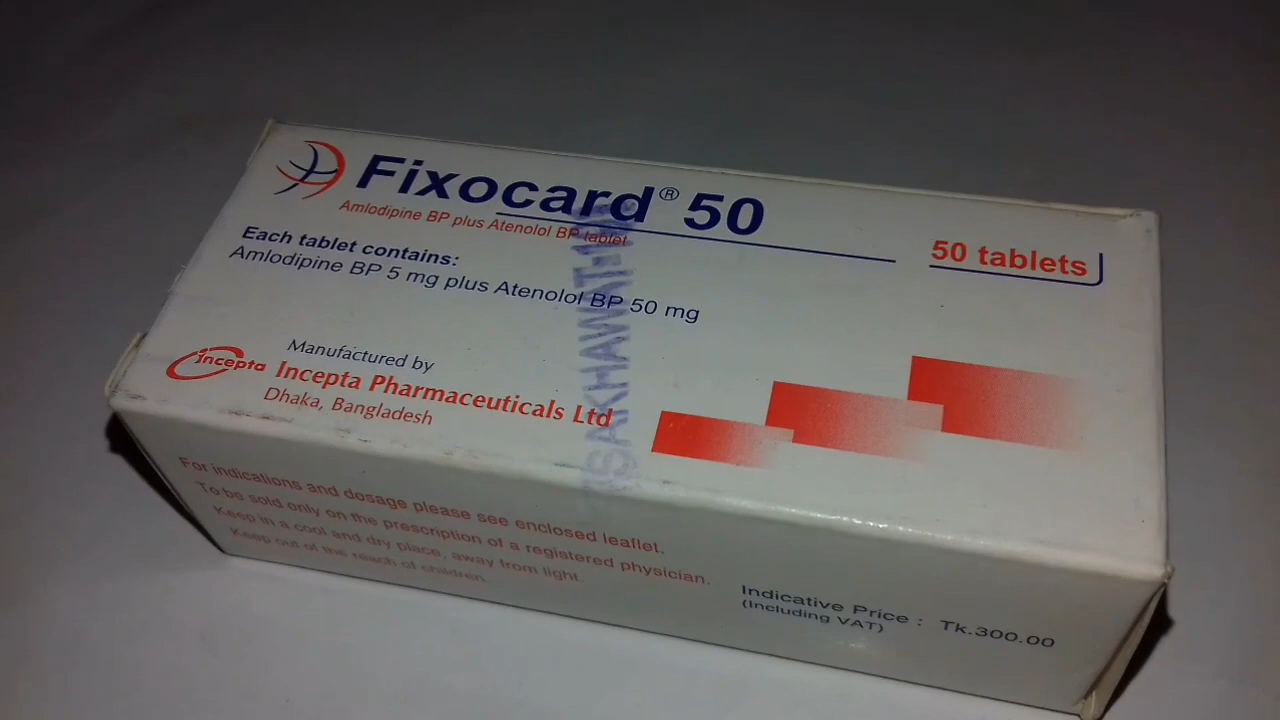 Fixocard® 50
Amlodipine BP plus Atenolol BP tablet
50 tablets
Each tablet contains:
Amlodipine BP 5 mg plus Atenolol BP 50 mg
Manufactured by
incepta Incepta Pharmaceuticals Ltd
Dhaka, Bangladesh
For indications and dosage please see enclosed leaflet.
To be sold only on the prescription of a registered physician.
Keep in a cool and dry place, away from light.
Keep out of the reach of children.
Indicative Price : Tk.300.00
(Including VAT)